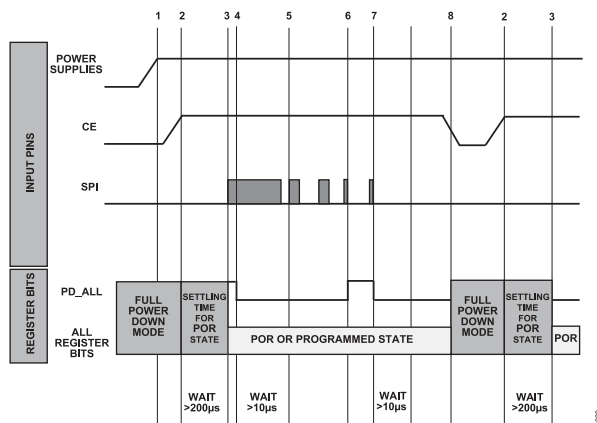 1 2 3 4 5 6 7 8 2 3
POWER
SUPPLIES
CE
SPI
INPUT PINS
PD_ALL
ALL
REGISTER
BITS
REGISTER BITS
FULL
POWER
DOWN
MODE
SETTLING
TIME
FOR
POR
STATE
POR OR PROGRAMMED STATE
FULL
POWER
DOWN
MODE
SETTLING
TIME
FOR
POR
STATE
POR
WAIT
>200µs
WAIT
>10µs
WAIT
>10µs
WAIT
>200µs